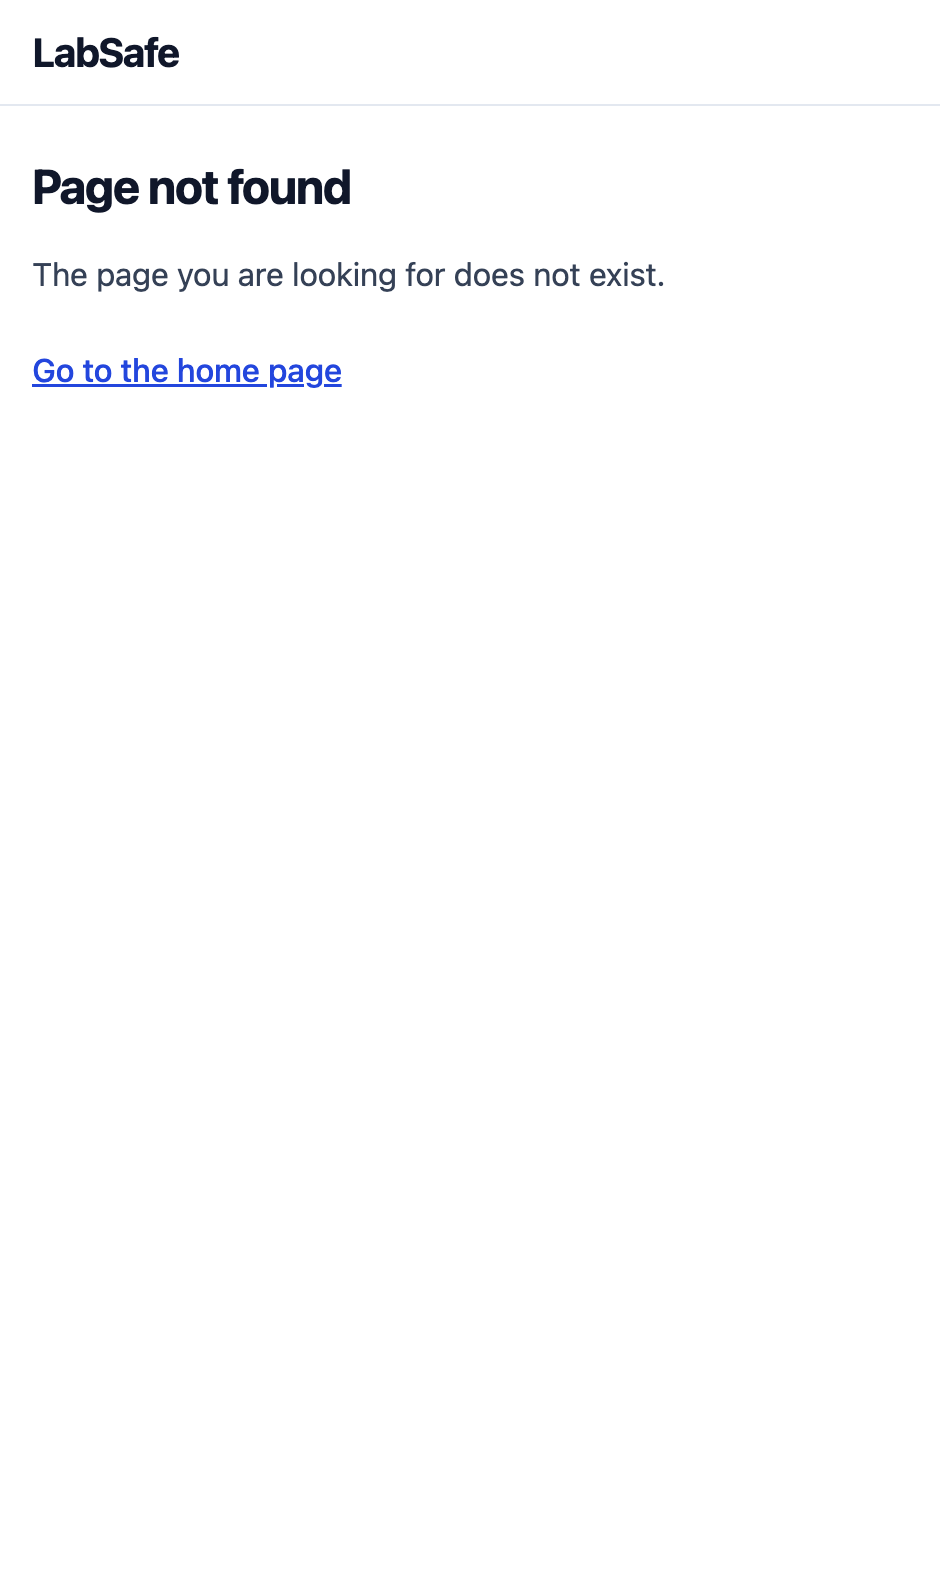 LabSafe
Page not found
The page you are looking for does not exist.
Go to the home page